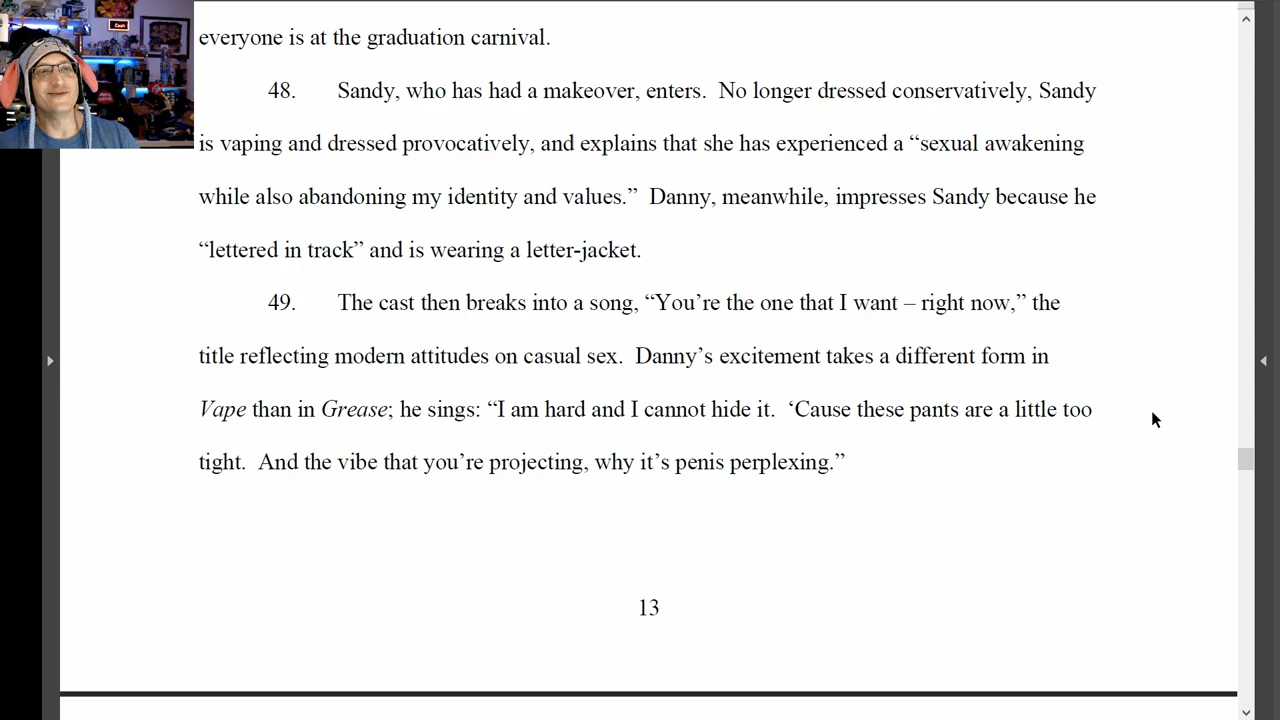 everyone is at the graduation carnival.
48. Sandy, who has had a makeover, enters. No longer dressed conservatively, Sandy
is vaping and dressed provocatively, and explains that she has experienced a “sexual awakening
while also abandoning my identity and values.” Danny, meanwhile, impresses Sandy because he
“lettered in track” and is wearing a letter-jacket.
49. The cast then breaks into a song, “You’re the one that I want – right now,” the
title reflecting modern attitudes on casual sex. Danny’s excitement takes a different form in
Vape than in Grease; he sings: “I am hard and I cannot hide it. ‘Cause these pants are a little too
tight. And the vibe that you’re projecting, why it’s penis perplexing.”
13